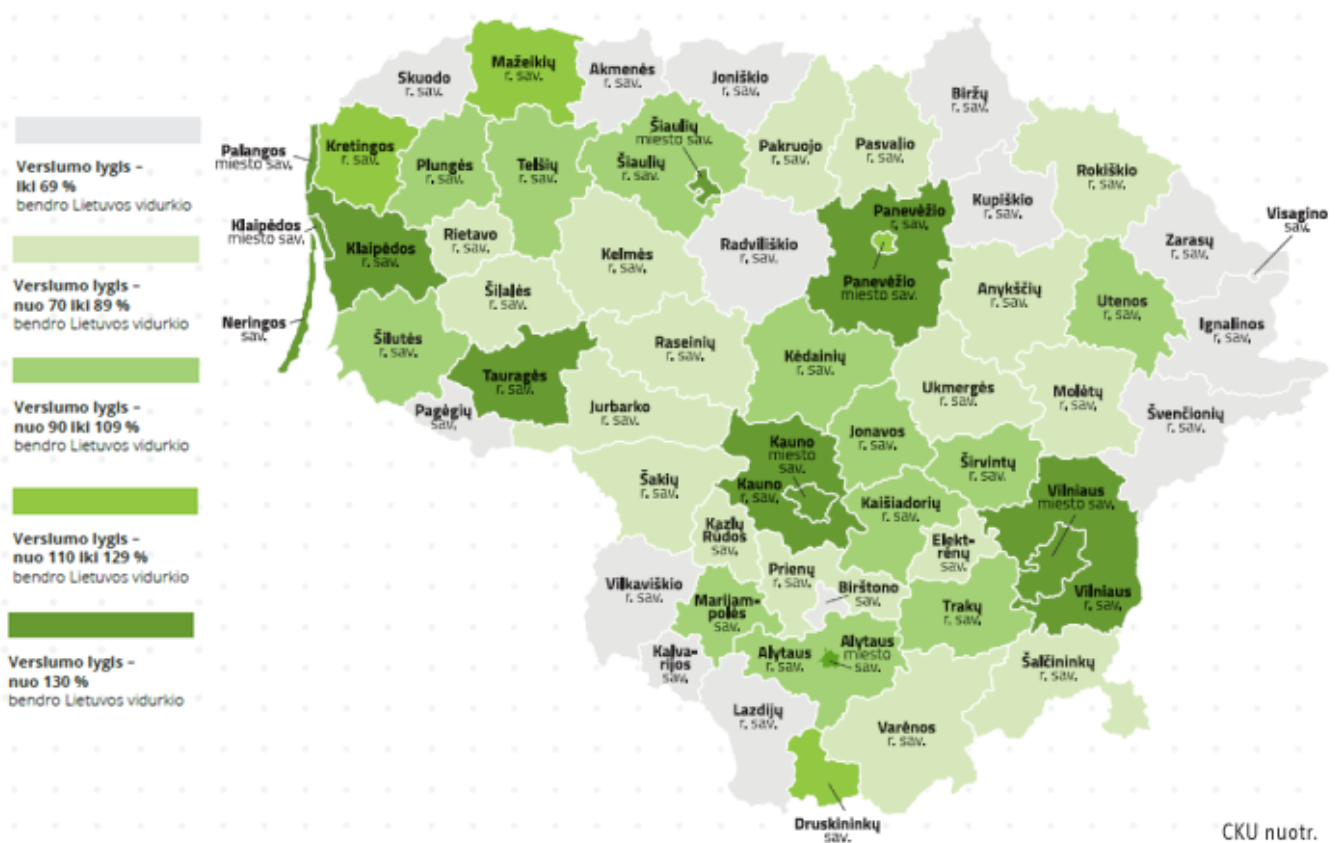 Verslumo lygis –
iki 69 %
bendro Lietuvos vidurkio
Verslumo lygis –
nuo 70 iki 89 %
bendro Lietuvos vidurkio
Verslumo lygis –
nuo 90 iki 109 %
bendro Lietuvos vidurkio
Verslumo lygis –
nuo 110 iki 129 %
bendro Lietuvos vidurkio
Verslumo lygis –
nuo 130 %
bendro Lietuvos vidurkio
Skuodo
r. sav.
Mažeikių
r. sav.
Akmenės
r. sav.
Joniškio
r. sav.
Biržų
r. sav.
Palangos
miesto sav.
Kretingos
r. sav.
Plungės
r. sav.
Telšių
r. sav.
Šiaulių
miesto sav.
Šiaulių
r. sav.
Pakruojo
r. sav.
Pasvalio
r. sav.
Rokiškio
r. sav.
Klaipėdos
miesto sav.
Klaipėdos
r. sav.
Rietavo
r. sav.
Kelmės
r. sav.
Radviliškio
r. sav.
Panevėžio
r. sav.
Panevėžio
miesto sav.
Kupiškio
r. sav.
Zarasų
r. sav.
Visagino
sav.
Neringos
sav.
Šilutės
r. sav.
Šilalės
r. sav.
Tauragės
r. sav.
Raseinių
r. sav.
Kėdainių
r. sav.
Anykščių
r. sav.
Utenos
r. sav.
Ignalinos
r. sav.
Pagėgių
sav.
Jurbarko
r. sav.
Ukmergės
r. sav.
Molėtų
r. sav.
Švenčionių
r. sav.
Šakių
r. sav.
Kauno
miesto
sav.
Kauno
r. sav.
Jonavos
r. sav.
Širvintų
r. sav.
Vilniaus
miesto sav.
Vilniaus
r. sav.
Kazlų
Rūdos
sav.
Kaišiadorių
r. sav.
Elekt-
rėnų
sav.
Vilkaviškio
r. sav.
Marijam-
polės
sav.
Prienų
r. sav.
Birštono
sav.
Trakų
r. sav.
Kalva-
rijos
sav.
Alytaus
r. sav.
Alytaus
miesto
sav.
Šalčininkų
r. sav.
Lazdijų
r. sav.
Varėnos
r. sav.
Druskininkų
sav.
CKU nuotr.